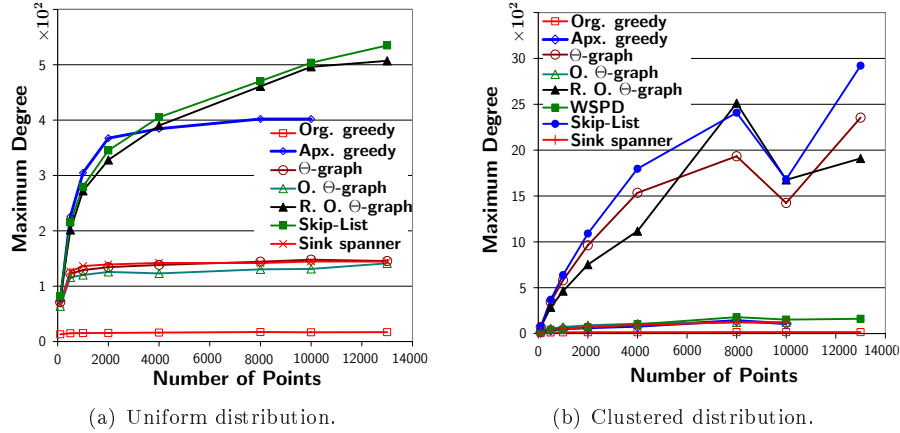 ×10²
Maximum Degree
5
4
3
2
1
0
0
2000
4000
6000
8000
10000
12000
14000
Number of Points
Org. greedy
Apx. greedy
Θ-graph
O. Θ-graph
R. O. Θ-graph
Skip-List
Sink spanner
(a) Uniform distribution.
×10²
Maximum Degree
30
25
20
15
10
5
0
0
2000
4000
6000
8000
10000
12000
14000
Number of Points
Org. greedy
Apx. greedy
Θ-graph
O. Θ-graph
R. O. Θ-graph
WSPD
Skip-List
Sink spanner
(b) Clustered distribution.